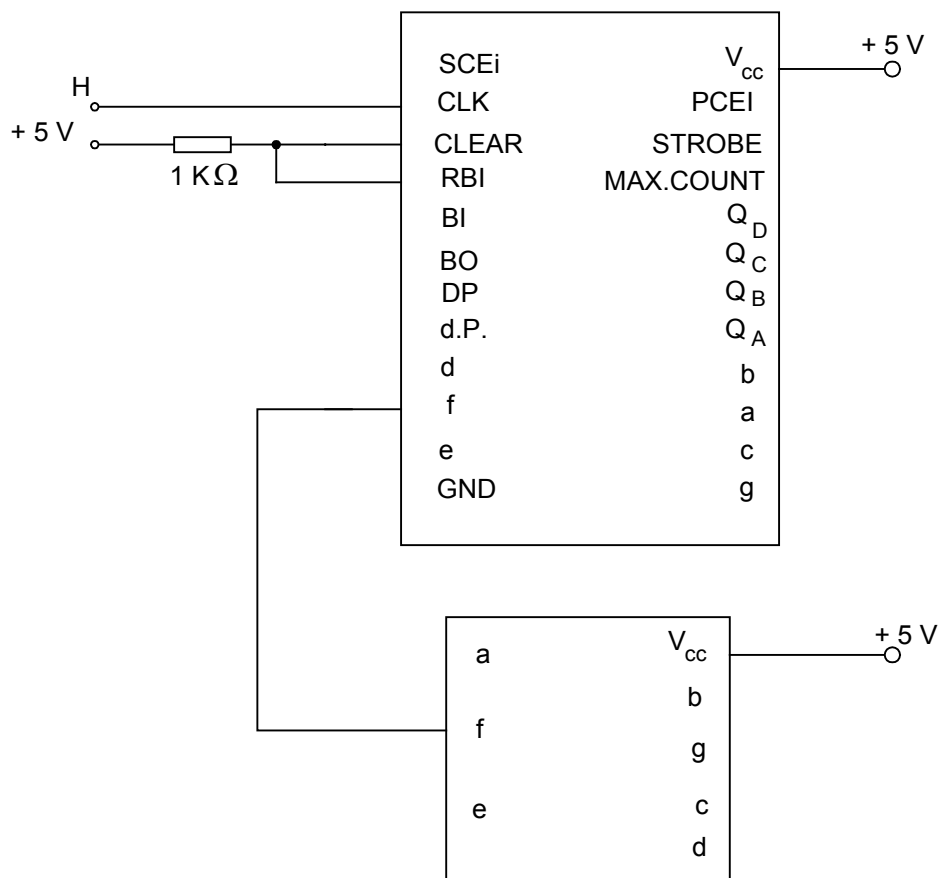 H
+ 5 V
1 KΩ
SCEi
CLK
CLEAR
RBI
BI
BO
DP
d.P.
d
f
e
GND
Vcc
PCEI
STROBE
MAX.COUNT
QD
QC
QB
QA
b
a
c
g
+ 5 V
a
f
e
Vcc
b
g
c
d
+ 5 V